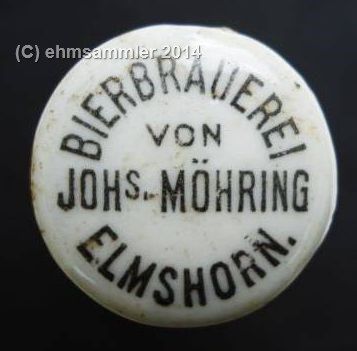 (C) ehmsammler 2014
BIERBRAUEREI
VON
JOHS. MÖHRING
ELMSHORN.